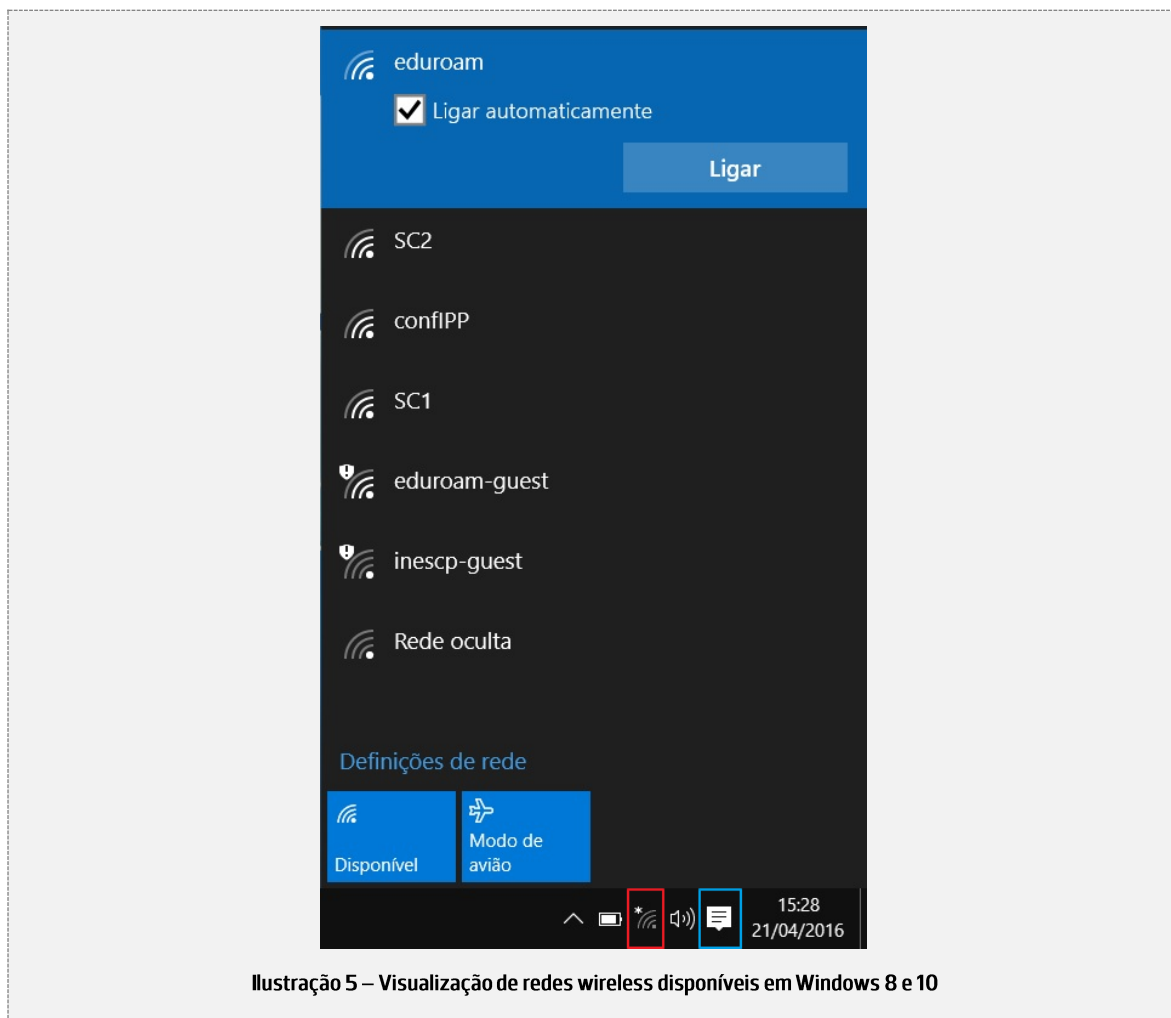 eduroam
Ligar automaticamente
Ligar
SC2
confIPP
SC1
eduroam-guest
inescp-guest
Rede oculta
Definições de rede
Disponível
Modo de
avião
15:28
21/04/2016
Ilustração 5 – Visualização de redes wireless disponíveis em Windows 8 e 10